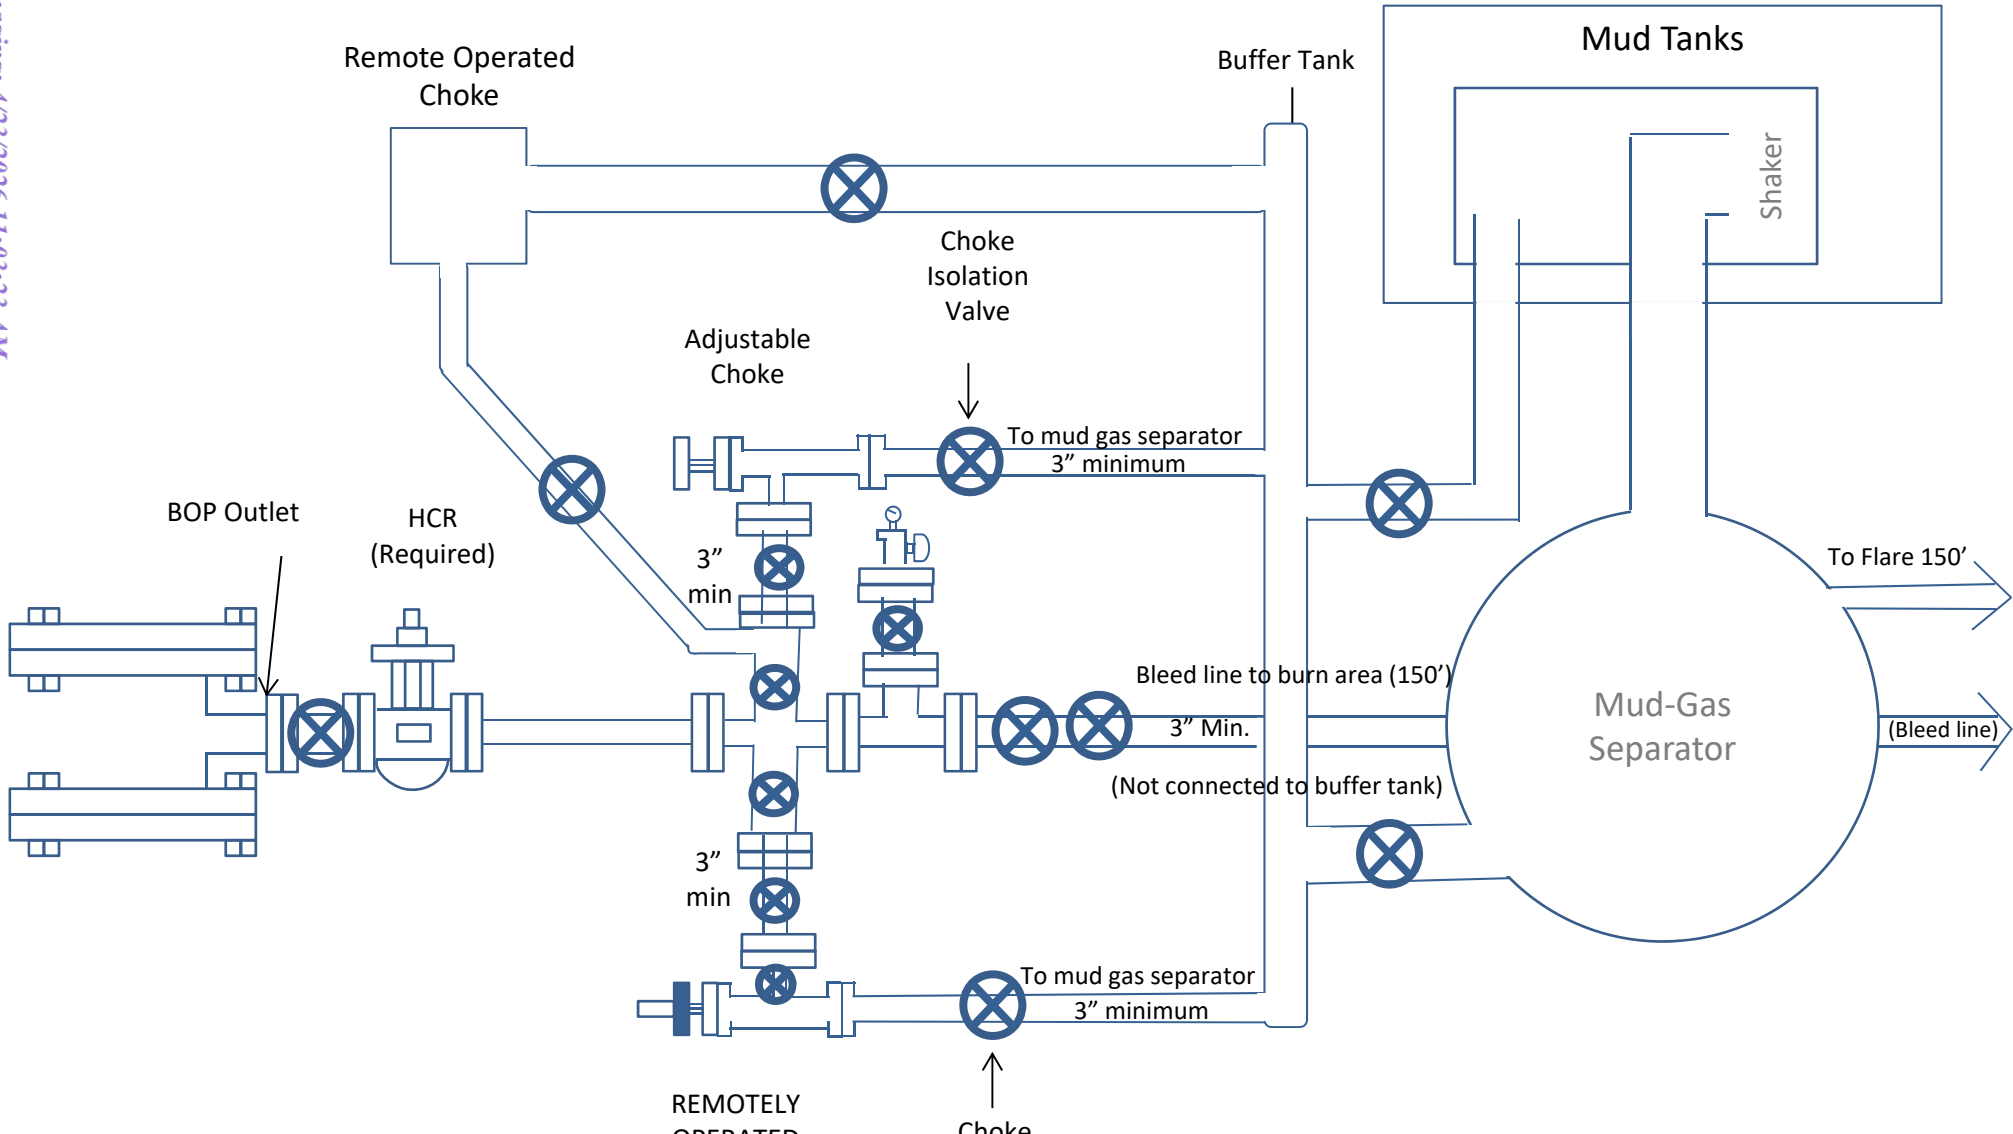 Remote Operated
Choke
Buffer Tank
Mud Tanks
Shaker
Choke
Isolation
Valve
Adjustable
Choke
To mud gas separator
3” minimum
BOP Outlet
HCR
(Required)
3”
min
To Flare 150’
Bleed line to burn area (150’)
3” Min.
(Not connected to buffer tank)
Mud-Gas
Separator
(Bleed line)
3”
min
To mud gas separator
3” minimum
REMOTELY
OPERATED
Choke